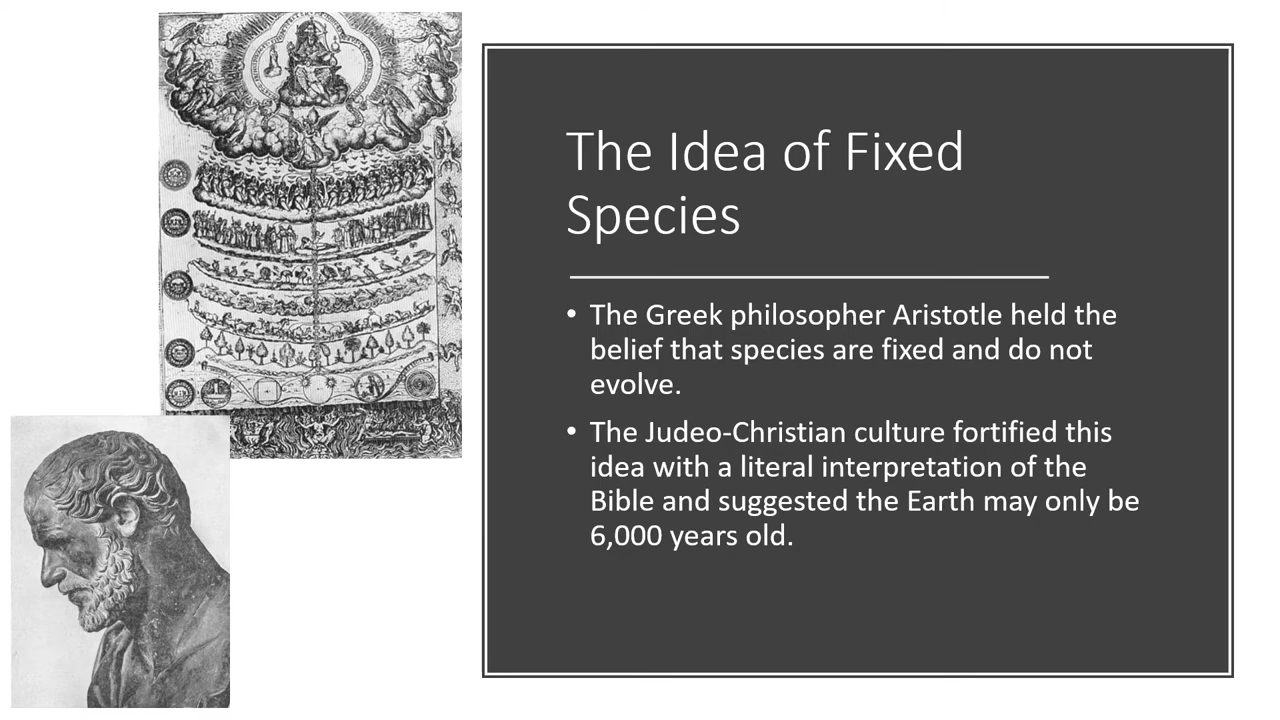 The Idea of Fixed
Species
• The Greek philosopher Aristotle held the
belief that species are fixed and do not
evolve.
• The Judeo-Christian culture fortified this
idea with a literal interpretation of the
Bible and suggested the Earth may only be
6,000 years old.